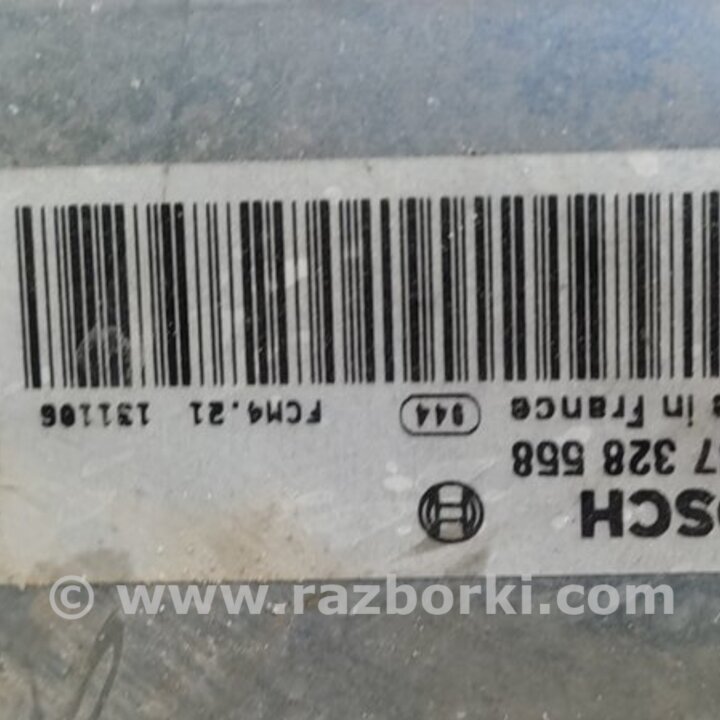 OSCH
7 328 558
in France 944 FCM4.21 131106
© www.razborki.com